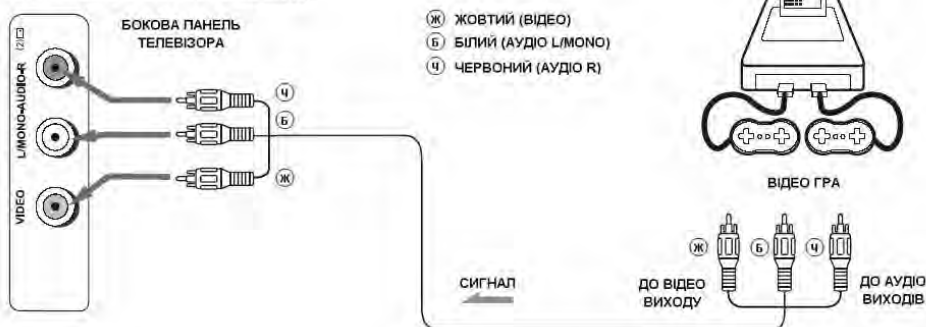 БОКОВА ПАНЕЛЬ
ТЕЛЕВІЗОРА
Ж ЖОВТИЙ (ВІДЕО)
Б БІЛИЙ (АУДІО L/MONO)
Ч ЧЕРВОНИЙ (АУДІО R)
L/MONO-AUDIO-R
VIDEO
Ч
Б
Ж
ВІДЕО ГРА
Ж
Б
Ч
СИГНАЛ
ДО ВІДЕО
ВИХОДУ
ДО АУДІО
ВИХОДІВ